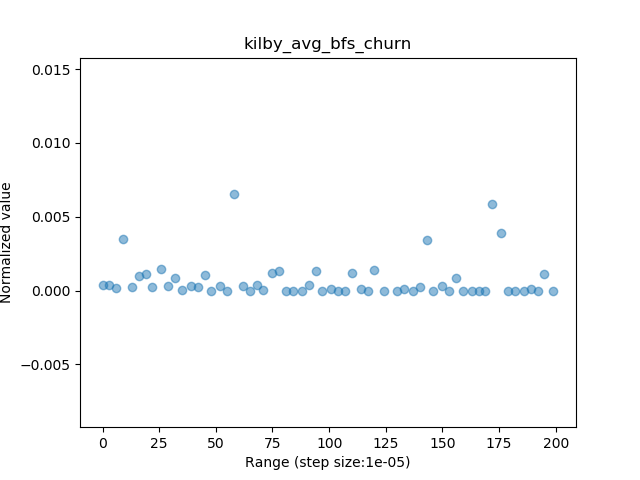 kilby_avg_bfs_churn
0.015
0.010
0.005
0.000
−0.005
Normalized value
0 25 50 75 100 125 150 175 200
Range (step size:1e-05)